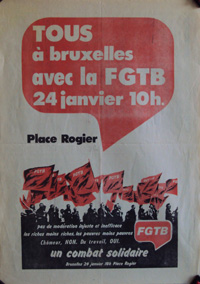 TOUS
à bruxelles
avec la FGTB
24 janvier 10h.
Place Rogier
FGTB
pas de modération injuste et inefficace
les riches moins riches, les pauvres moins pauvres
Chômeur, NON. Du travail, OUI.
FGTB
un combat solidaire
Bruxelles 24 janvier 10h Place Rogier